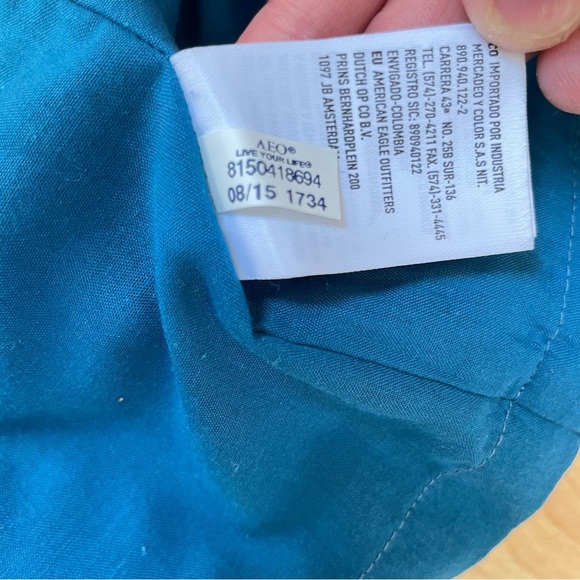 AEO®
LIVE YOUR LIFE®
8150418694
08/15 1734
CO IMPORTADO POR INDUSTRIA
MERCADEO Y COLOR S.A.S NIT.
890.940.122-2
CARRERA 43ª NO. 25B SUR-136
TEL. (574)-270-4211 FAX. (574)-331-4445
ENVIGADO-COLOMBIA
REGISTRO SIC: 890940122
EU AMERICAN EAGLE OUTFITTERS
DUTCH OP CO B.V.
PRINS BERNHARDPLEIN 200
1097 JB AMSTERDAM